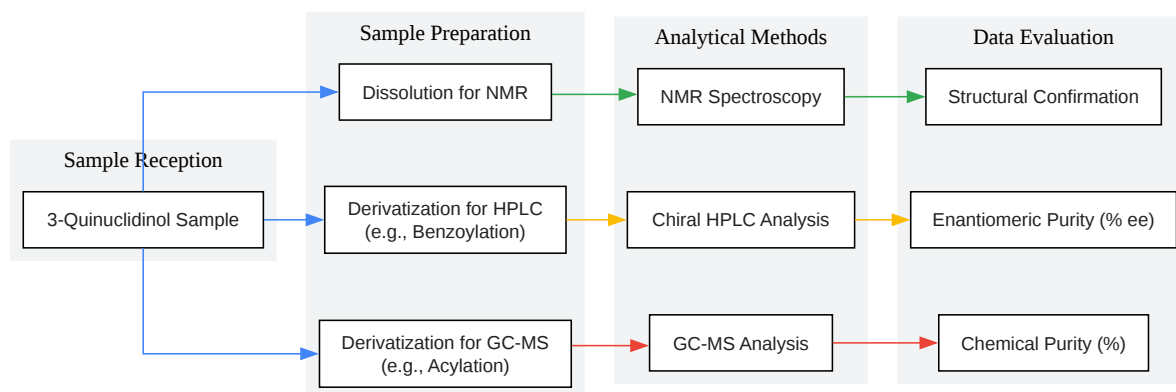 Sample Preparation
Analytical Methods
Data Evaluation
Dissolution for NMR
NMR Spectroscopy
Structural Confirmation
Sample Reception
3-Quinuclidinol Sample
Derivatization for HPLC
(e.g., Benzoylation)
Chiral HPLC Analysis
Enantiomeric Purity (% ee)
Derivatization for GC-MS
(e.g., Acylation)
GC-MS Analysis
Chemical Purity (%)